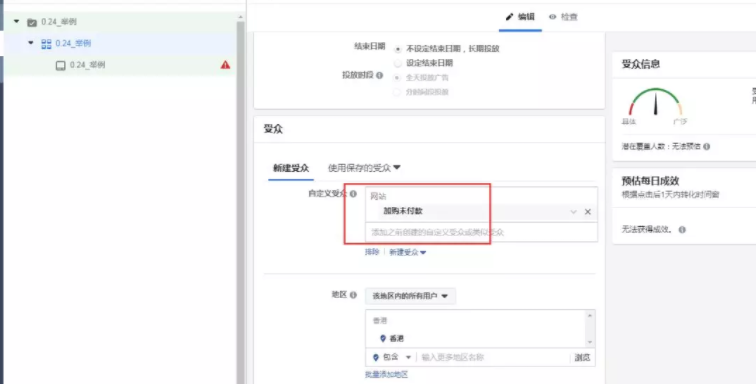 0.24_举例
0.24_举例
0.24_举例
编辑
检查
结束日期
不设定结束日期，长期投放
设定结束日期
投放时段
全天投放广告
分时间段投放
受众
新建受众
使用保存的受众
自定义受众
网站
加购未付款
添加之前创建的自定义受众或类似受众
排除 | 新建受众
地区
该地区内的所有用户
香港
香港
包含
输入更多地区名称
浏览
批量添加地区
受众信息
具体
广泛
潜在覆盖人数：无法预估
预估每日成效
根据点击后1天内转化时间窗
无法获得成效。